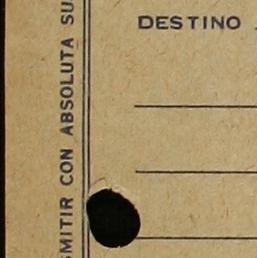 DESTINO
SMITIR CON ABSOLUTA SU